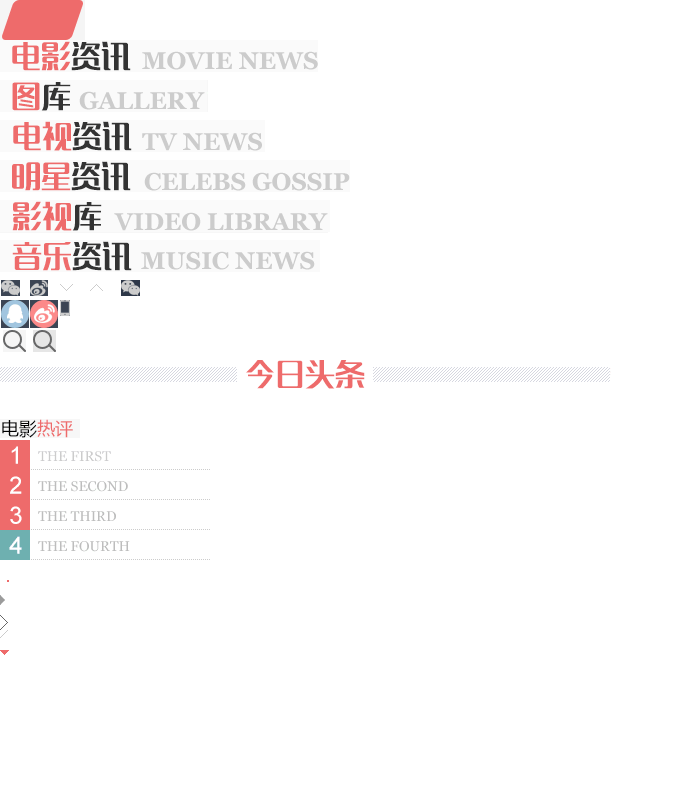 电影资讯 MOVIE NEWS
图库 GALLERY
电视资讯 TV NEWS
明星资讯 CELEBS GOSSIP
影视库 VIDEO LIBRARY
音乐资讯 MUSIC NEWS
今日头条
电影热评
1 THE FIRST
2 THE SECOND
3 THE THIRD
4 THE FOURTH